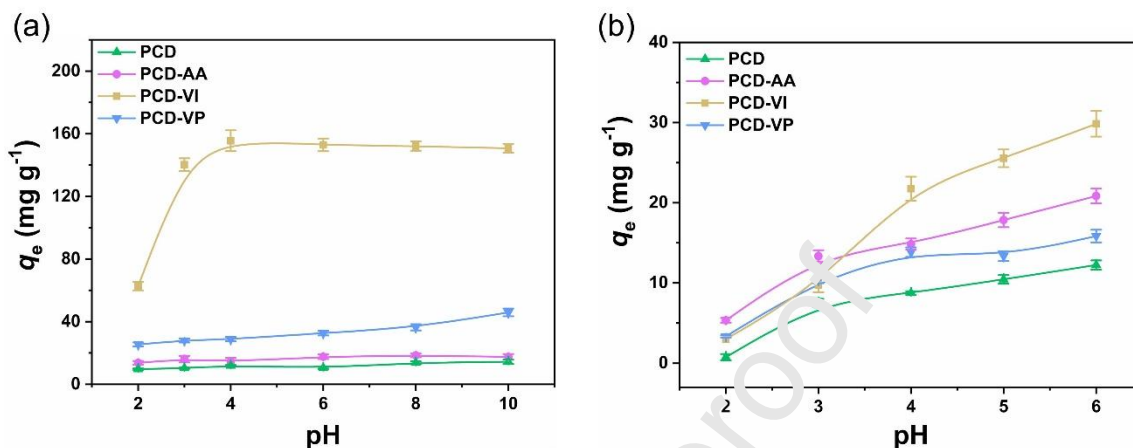 (a)
200
160
120
80
40
0
qe (mg g-1)
2
4
6
8
10
pH
PCD
PCD-AA
PCD-VI
PCD-VP
(b)
40
30
20
10
0
qe (mg g-1)
2
3
4
5
6
pH
PCD
PCD-AA
PCD-VI
PCD-VP
proof